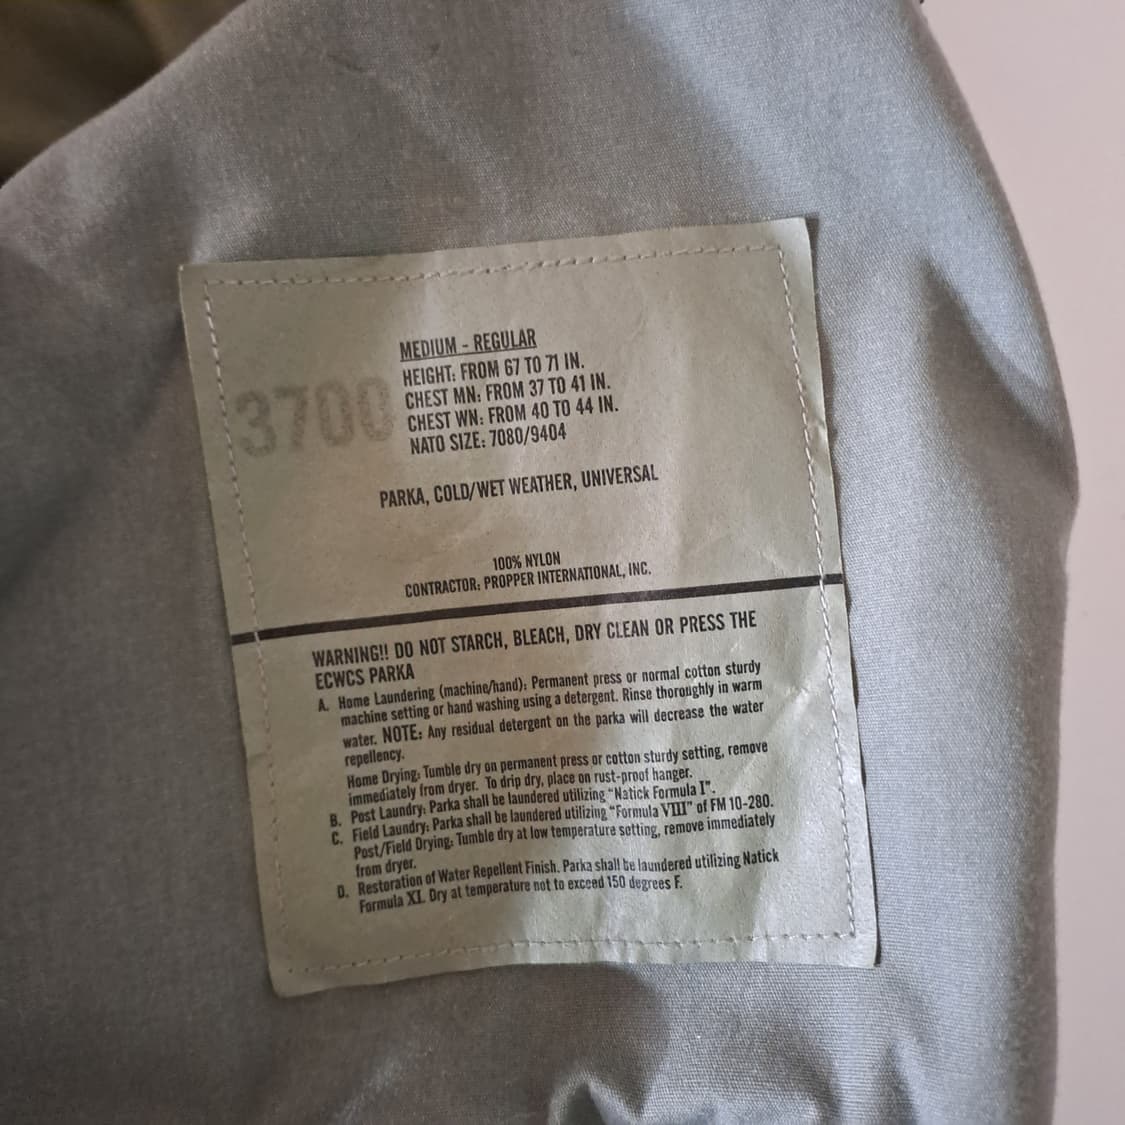 MEDIUM - REGULAR
HEIGHT: FROM 67 TO 71 IN.
3700
CHEST MN: FROM 37 TO 41 IN.
CHEST WN: FROM 40 TO 44 IN.
NATO SIZE: 7080/9404
PARKA, COLD/WET WEATHER, UNIVERSAL
100% NYLON
CONTRACTOR: PROPPER INTERNATIONAL, INC.
WARNING!! DO NOT STARCH, BLEACH, DRY CLEAN OR PRESS THE
ECWCS PARKA
A. Home Laundering (machine/hand): Permanent press or normal cotton sturdy
machine setting or hand washing using a detergent. Rinse thoroughly in warm
water. NOTE: Any residual detergent on the parka will decrease the water
repellency.
Home Drying: Tumble dry on permanent press or cotton sturdy setting, remove
immediately from dryer. To drip dry, place on rust-proof hanger.
B. Post Laundry: Parka shall be laundered utilizing "Natick Formula I".
C. Field Laundry: Parka shall be laundered utilizing "Formula VIII" of FM 10-280.
Post/Field Drying: Tumble dry at low temperature setting, remove immediately
from dryer.
D. Restoration of Water Repellent Finish. Parka shall be laundered utilizing Natick
Formula XI. Dry at temperature not to exceed 150 degrees F.